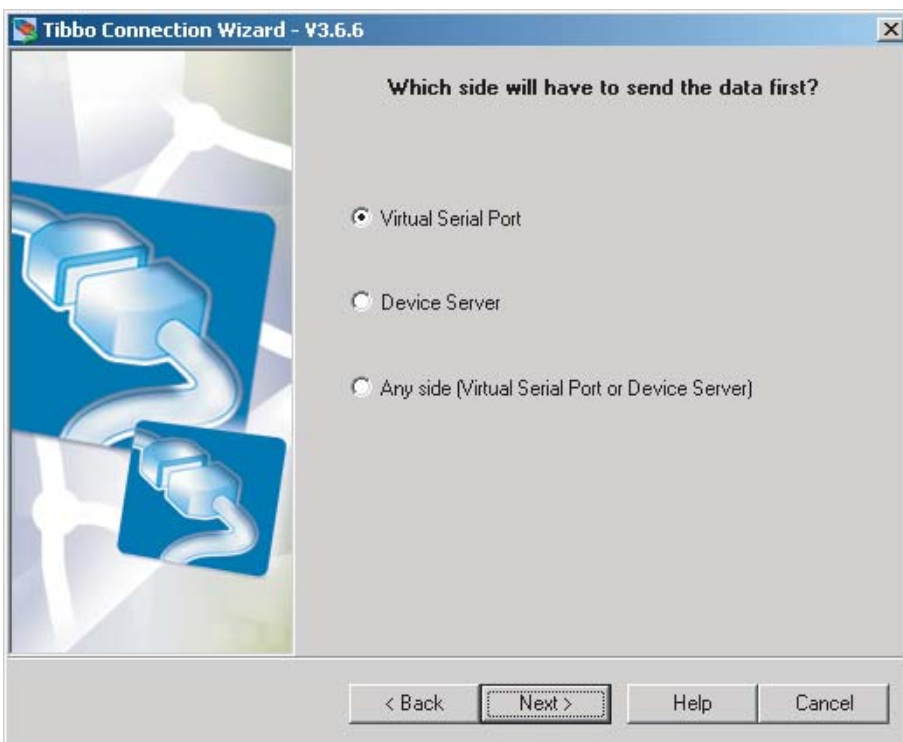 Tibbo Connection Wizard - V3.6.6
Which side will have to send the data first?
Virtual Serial Port
Device Server
Any side (Virtual Serial Port or Device Server)
< Back
Next >
Help
Cancel